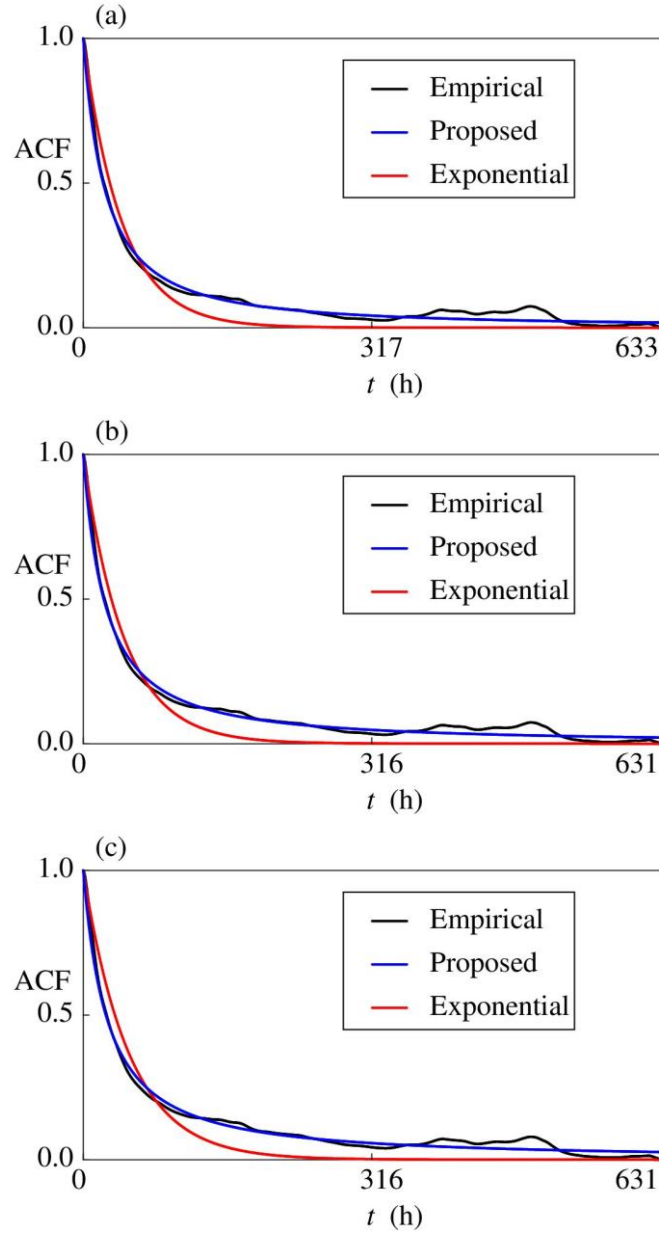 (a)
1.0
ACF
0.5
0.0
0 317 633
t (h)
Empirical
Proposed
Exponential
(b)
1.0
ACF
0.5
0.0
0 316 631
t (h)
Empirical
Proposed
Exponential
(c)
1.0
ACF
0.5
0.0
0 316 631
t (h)
Empirical
Proposed
Exponential